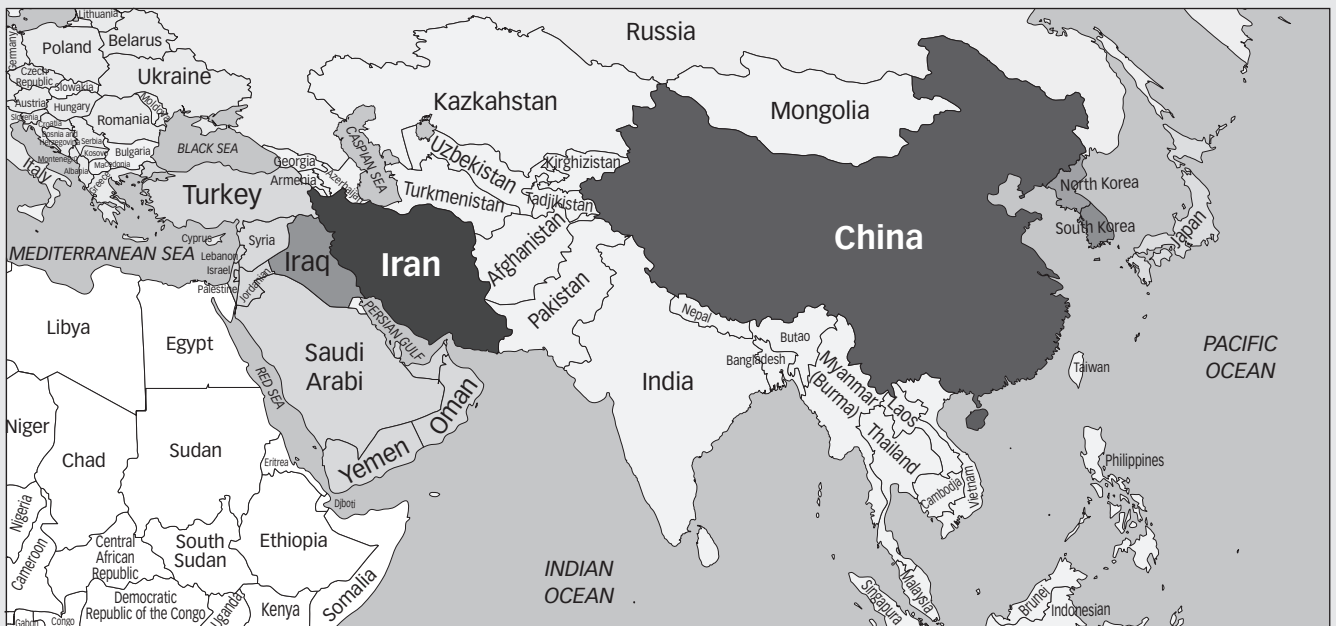 Lithuania
Russia
Germany
Poland
Belarus
Czech
Republic
Slovakia
Ukraine
Austria
Hungary
Moldova
Kazkahstan
Mongolia
Slovenia
Croatia
Romania
Bosnia and
Herzegovina
Serbia
Montenegro
Kosovo
Bulgaria
Macedonia
Albania
Italy
Greece
BLACK SEA
Georgia
Armenia
Azerbaijan
CASPIAN SEA
Uzbekistan
Kirghizistan
Turkmenistan
Tadjikistan
Turkey
North Korea
South Korea
Japan
China
MEDITERRANEAN SEA
Cyprus
Syria
Lebanon
Israel
Palestine
Jordanian
Iraq
Iran
Afghanistan
Pakistan
PERSIAN GULF
Nepal
Butao
Bangladesh
Libya
Egypt
Saudi
Arabi
RED SEA
India
Myanmar
(Burma)
Laos
Taiwan
PACIFIC
OCEAN
Oman
Yemen
Niger
Chad
Sudan
Eritrea
Djboti
Thailand
Cambodja
Vietnam
Philippines
Nigeria
Cameroon
Central
African
Republic
South
Sudan
Ethiopia
Somalia
INDIAN
OCEAN
Democratic
Republic of the Congo
Uganda
Kenya
Gabon
Congo
Singapura
Malaysia
Brunei
Indonesian